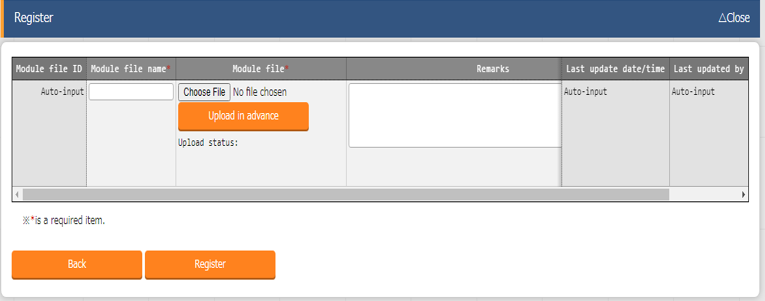 Register
△Close
Module file ID Module file name* Module file* Remarks Last update date/time Last updated by
Auto-input Choose File No file chosen Auto-input Auto-input
Upload in advance
Upload status:
※*is a required item.
Back Register